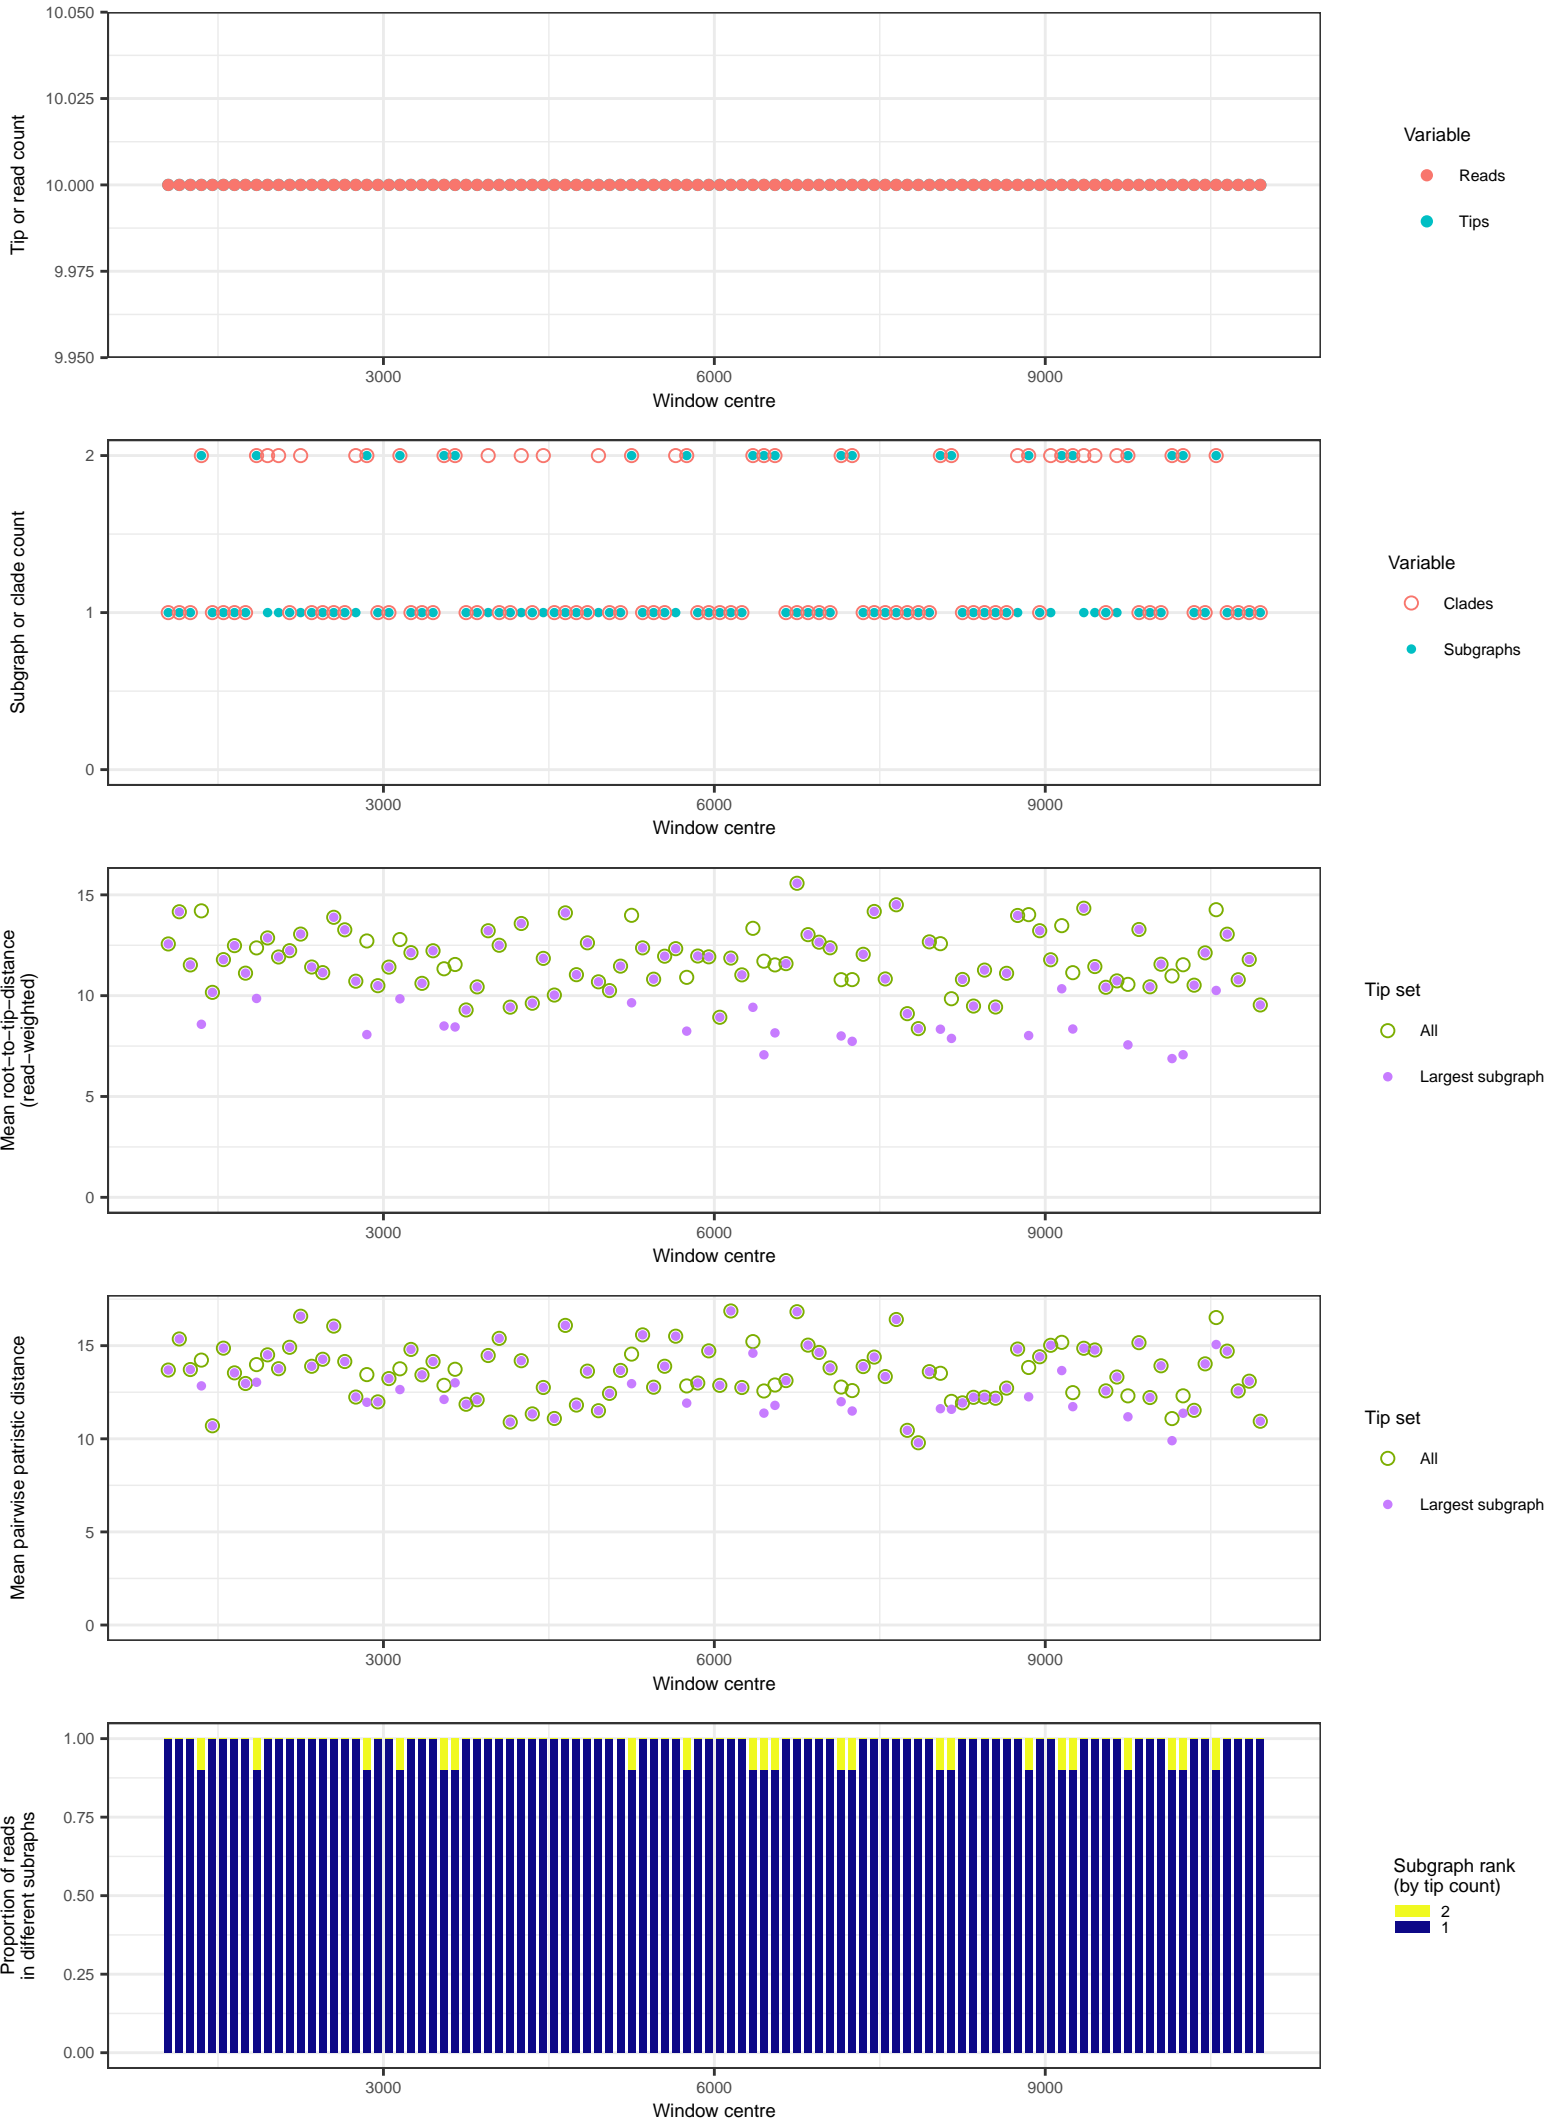 10.050
10.025
10.000
9.975
9.950
Tip or read count
3000
6000
9000
Window centre
Variable
Reads
Tips
2
1
0
Subgraph or clade count
3000
6000
9000
Window centre
Variable
Clades
Subgraphs
15
10
5
0
Mean root−to−tip−distance
(read−weighted)
3000
6000
9000
Window centre
Tip set
All
Largest subgraph
15
10
5
0
Mean pairwise patristic distance
3000
6000
9000
Window centre
Tip set
All
Largest subgraph
1.00
0.75
0.50
0.25
0.00
Proportion of reads
in different subraphs
3000
6000
9000
Window centre
Subgraph rank
(by tip count)
2
1